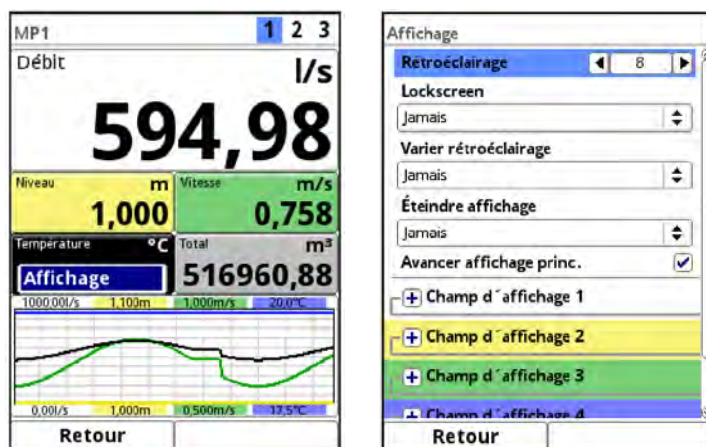 MP1 1 2 3
Débit l/s
594,98
Niveau m Vitesse m/s
1,000 0,758
Température °C Total m³
Affichage 516960,88
1000,00l/s 1,100m 1,000m/s 20,0°C
0,00l/s 1,000m 0,500m/s 17,5°C
Retour
Affichage
Rétroéclairage 8
Lockscreen
Jamais
Varier rétroéclairage
Jamais
Éteindre affichage
Jamais
Avancer affichage princ.
Champ d´affichage 1
Champ d´affichage 2
Champ d´affichage 3
Champ d´affichage 4
Retour